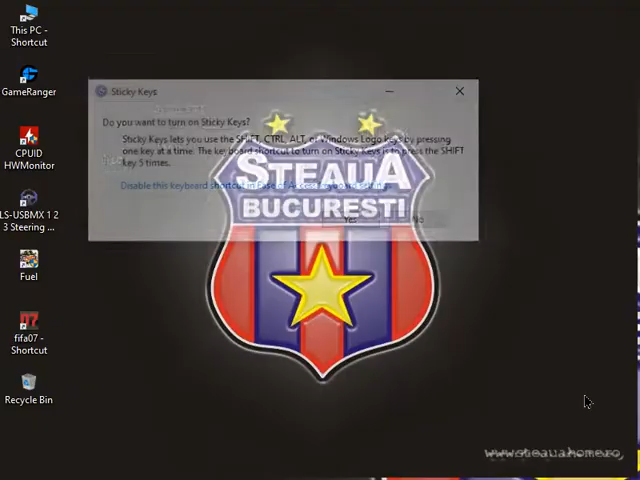 This PC -
Shortcut
GameRanger
CPUID
HWMonitor
LS-USBMX 1 2
3 Steering ...
Fuel
fifa07 -
Shortcut
Recycle Bin
Sticky Keys
Do you want to turn on Sticky Keys?
Sticky Keys lets you use the SHIFT, CTRL, ALT, or Windows Logo keys by pressing
one key at a time. The keyboard shortcut to turn on Sticky Keys is to press the SHIFT
key 5 times.
Disable this keyboard shortcut in Ease of Access keyboard settings
Yes
No
STEAUA
BUCURESTI
www.steauahome.ro